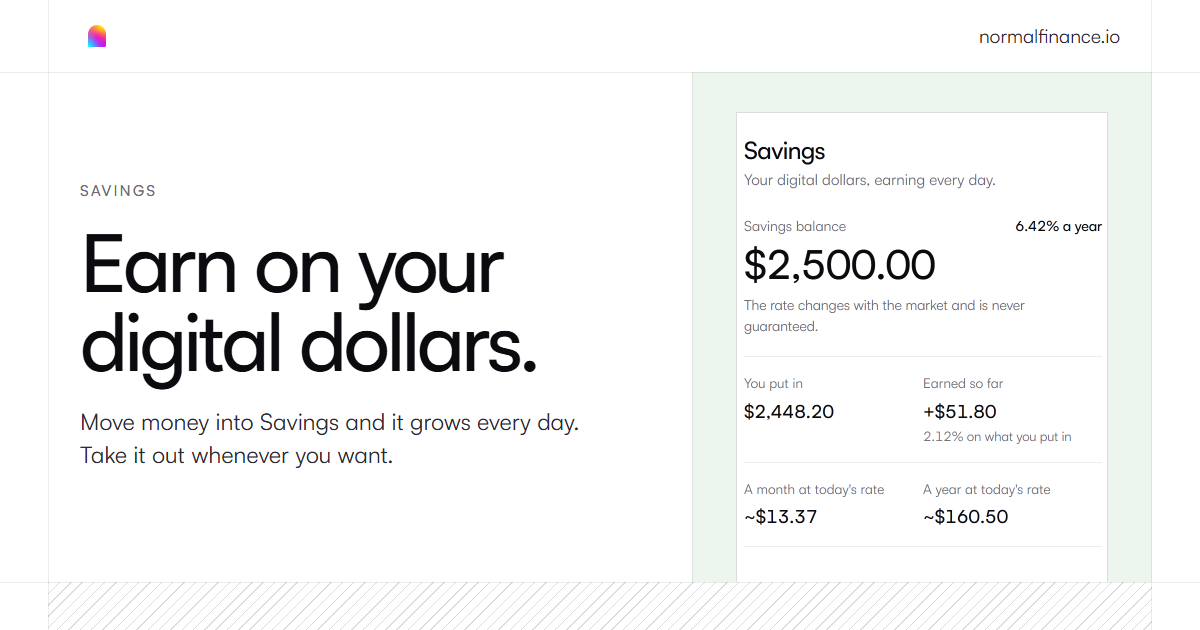 normalfinance.io
SAVINGS
Earn on your
digital dollars.
Move money into Savings and it grows every day.
Take it out whenever you want.
Savings
Your digital dollars, earning every day.
Savings balance
6.42% a year
$2,500.00
The rate changes with the market and is never
guaranteed.
You put in
Earned so far
$2,448.20
+$51.80
2.12% on what you put in
A month at today's rate
A year at today's rate
~$13.37
~$160.50